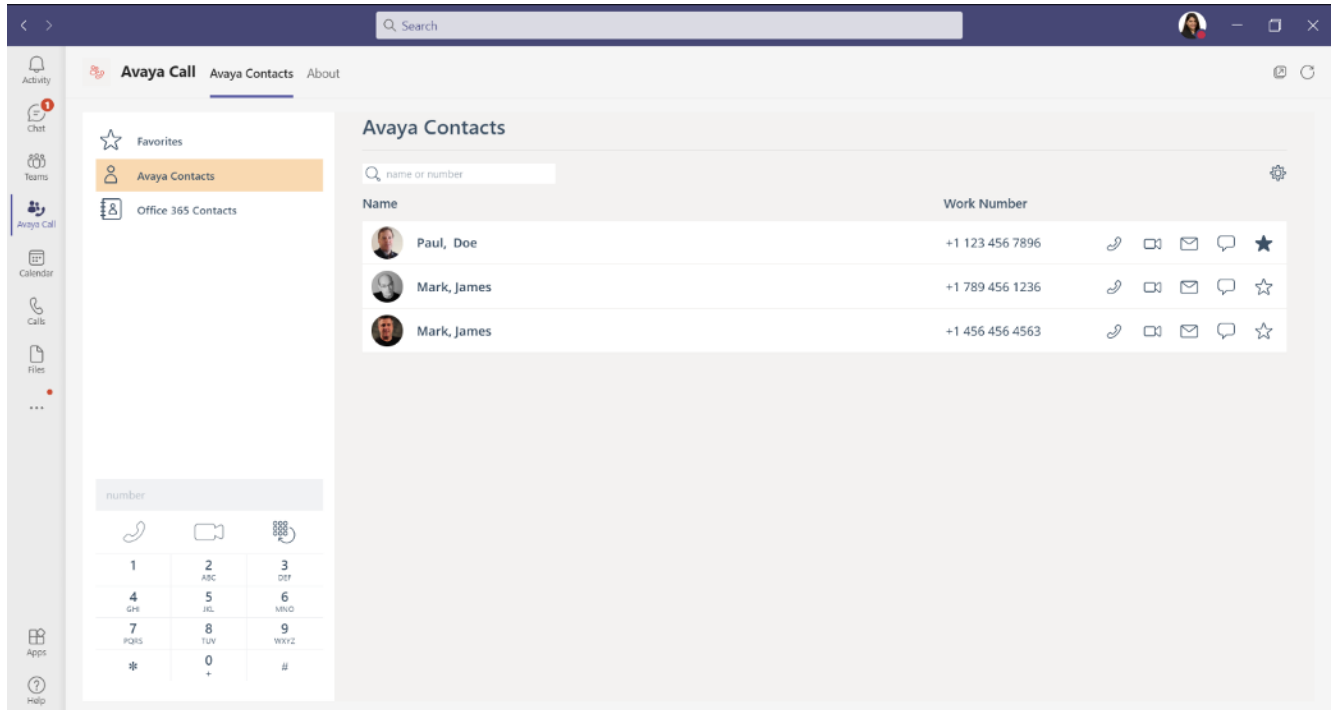 Search
Activity
1
Chat
Teams
Avaya Call
Calendar
Calls
Files
Apps
Help
Avaya Call Avaya Contacts About
Favorites
Avaya Contacts
Office 365 Contacts
number
1 2 3
ABC DEF
4 5 6
GHI JKL MNO
7 8 9
PQRS TUV WXYZ
* 0 #
+
Avaya Contacts
name or number
Name Work Number
Paul, Doe +1 123 456 7896
Mark, James +1 789 456 1236
Mark, James +1 456 456 4563